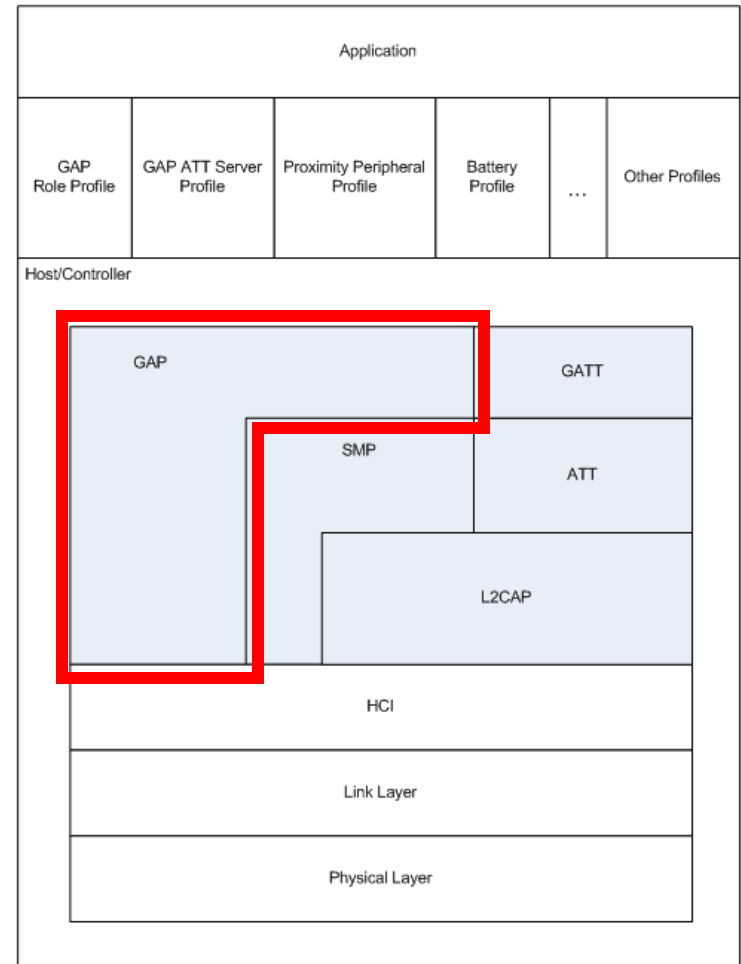 Application
GAP
Role Profile
GAP ATT Server
Profile
Proximity Peripheral
Profile
Battery
Profile
...
Other Profiles
Host/Controller
GAP
GATT
SMP
ATT
L2CAP
HCI
Link Layer
Physical Layer